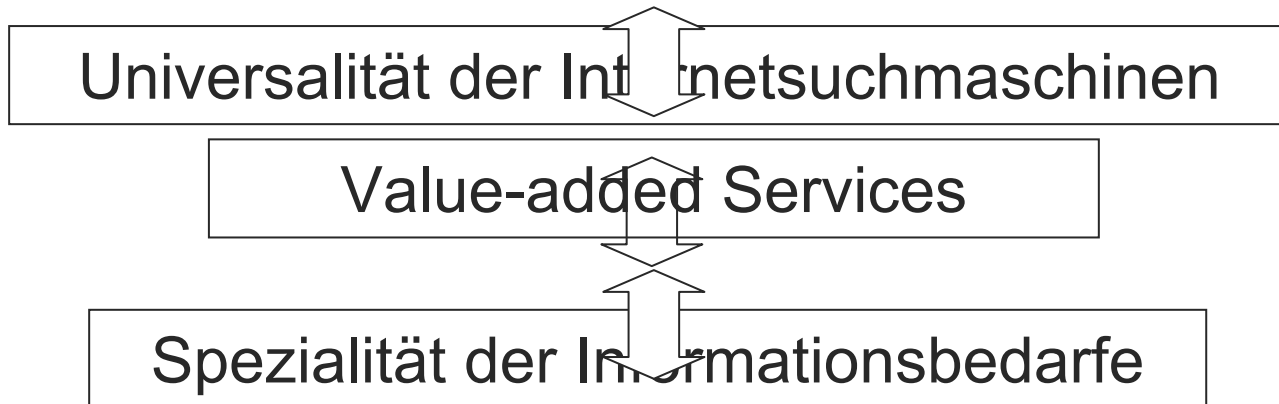 Universalität der Internetsuchmaschinen
Value-added Services
Spezialität der Informationsbedarfe